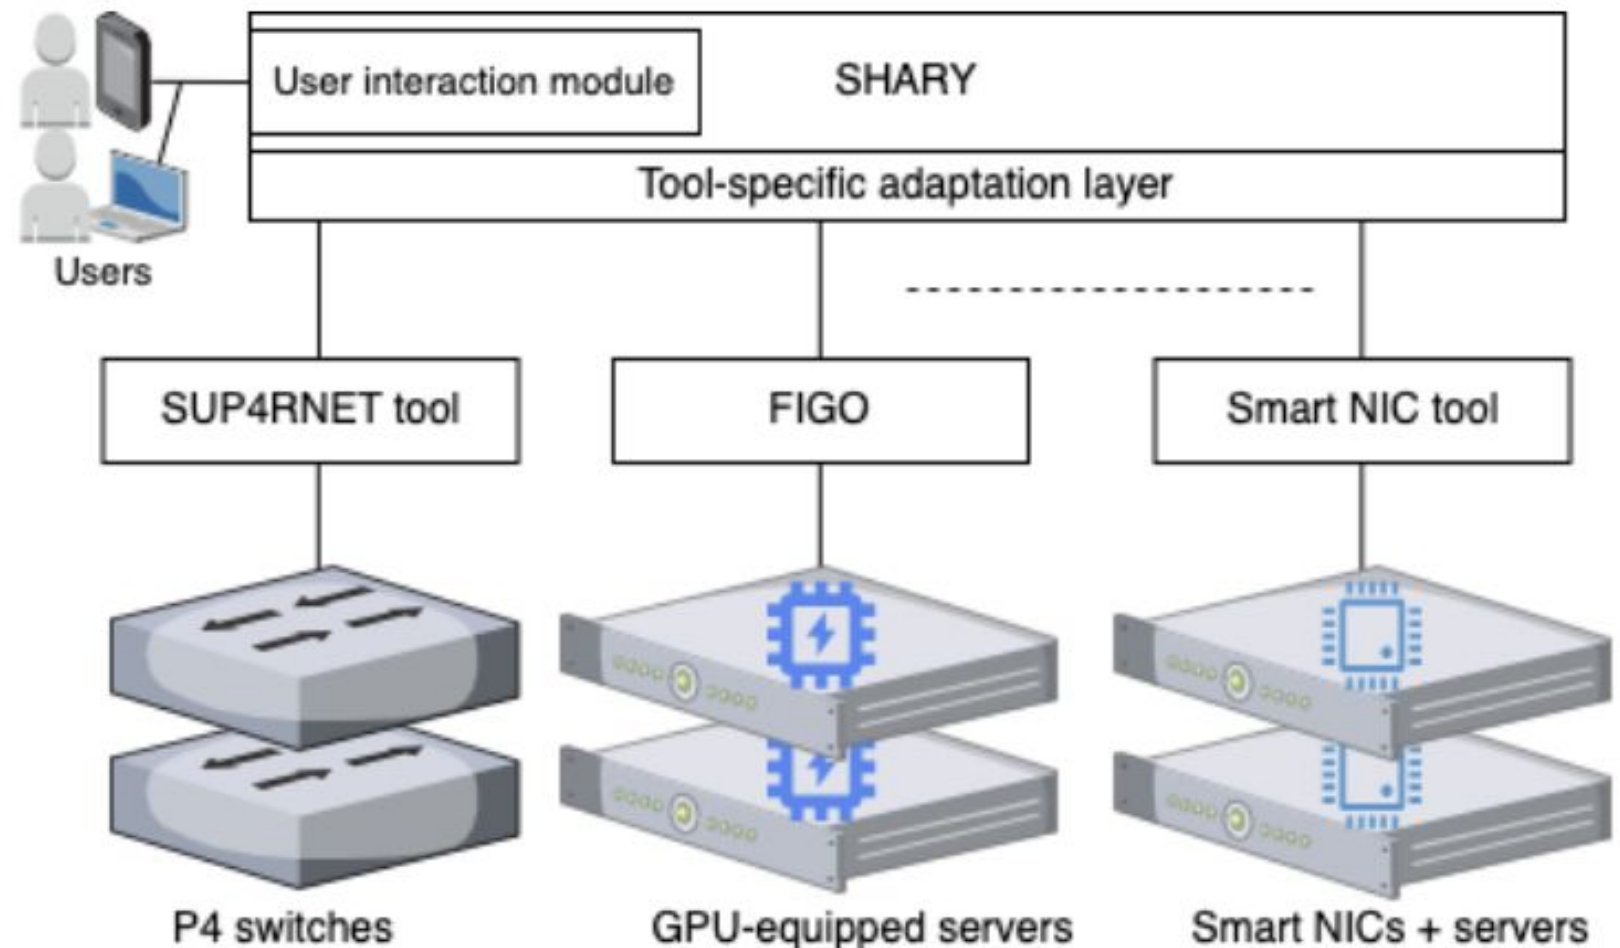 User interaction module
SHARY
Tool-specific adaptation layer
Users
SUP4RNET tool
FIGO
Smart NIC tool
P4 switches
GPU-equipped servers
Smart NICs + servers